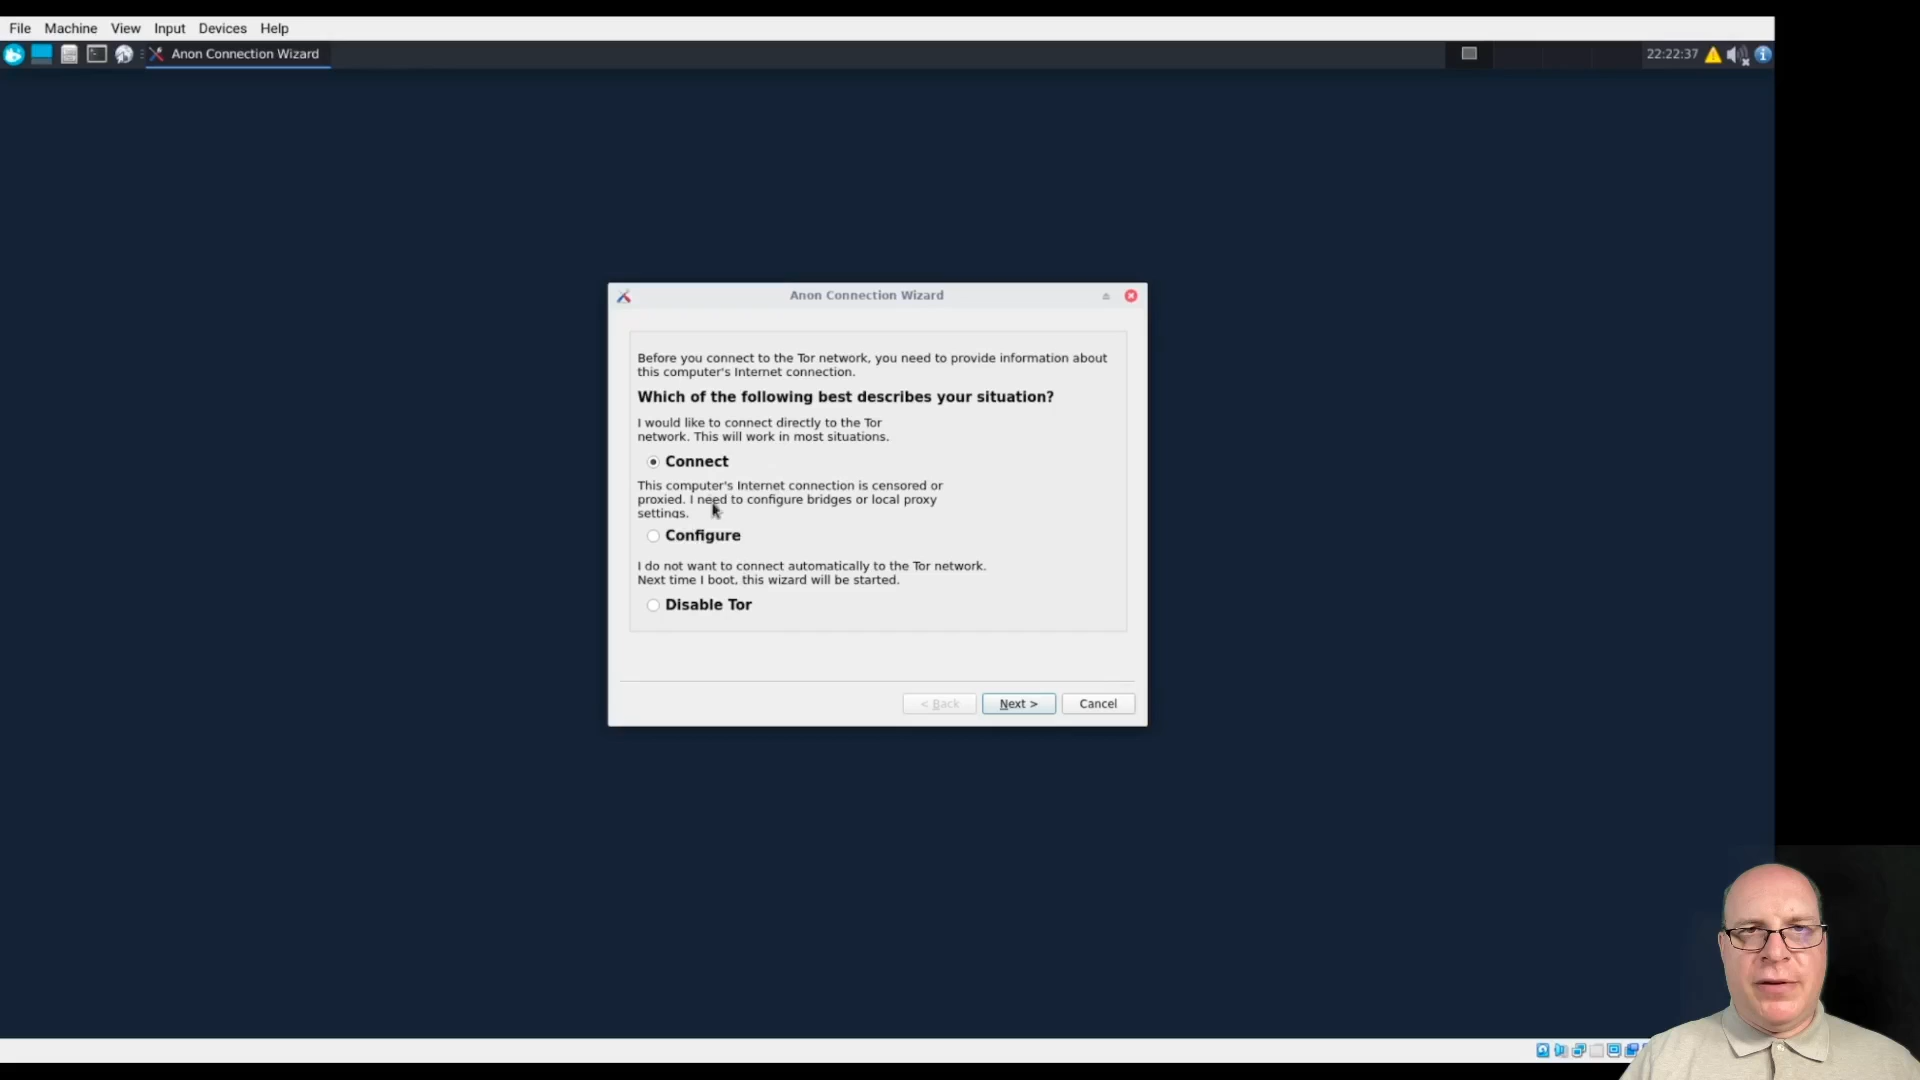 File Machine View Input Devices Help
Anon Connection Wizard
22:22:37
Anon Connection Wizard
Before you connect to the Tor network, you need to provide information about
this computer's Internet connection.
Which of the following best describes your situation?
I would like to connect directly to the Tor
network. This will work in most situations.
Connect
This computer's Internet connection is censored or
proxied. I need to configure bridges or local proxy
settings.
Configure
I do not want to connect automatically to the Tor network.
Next time I boot, this wizard will be started.
Disable Tor
< Back Next > Cancel